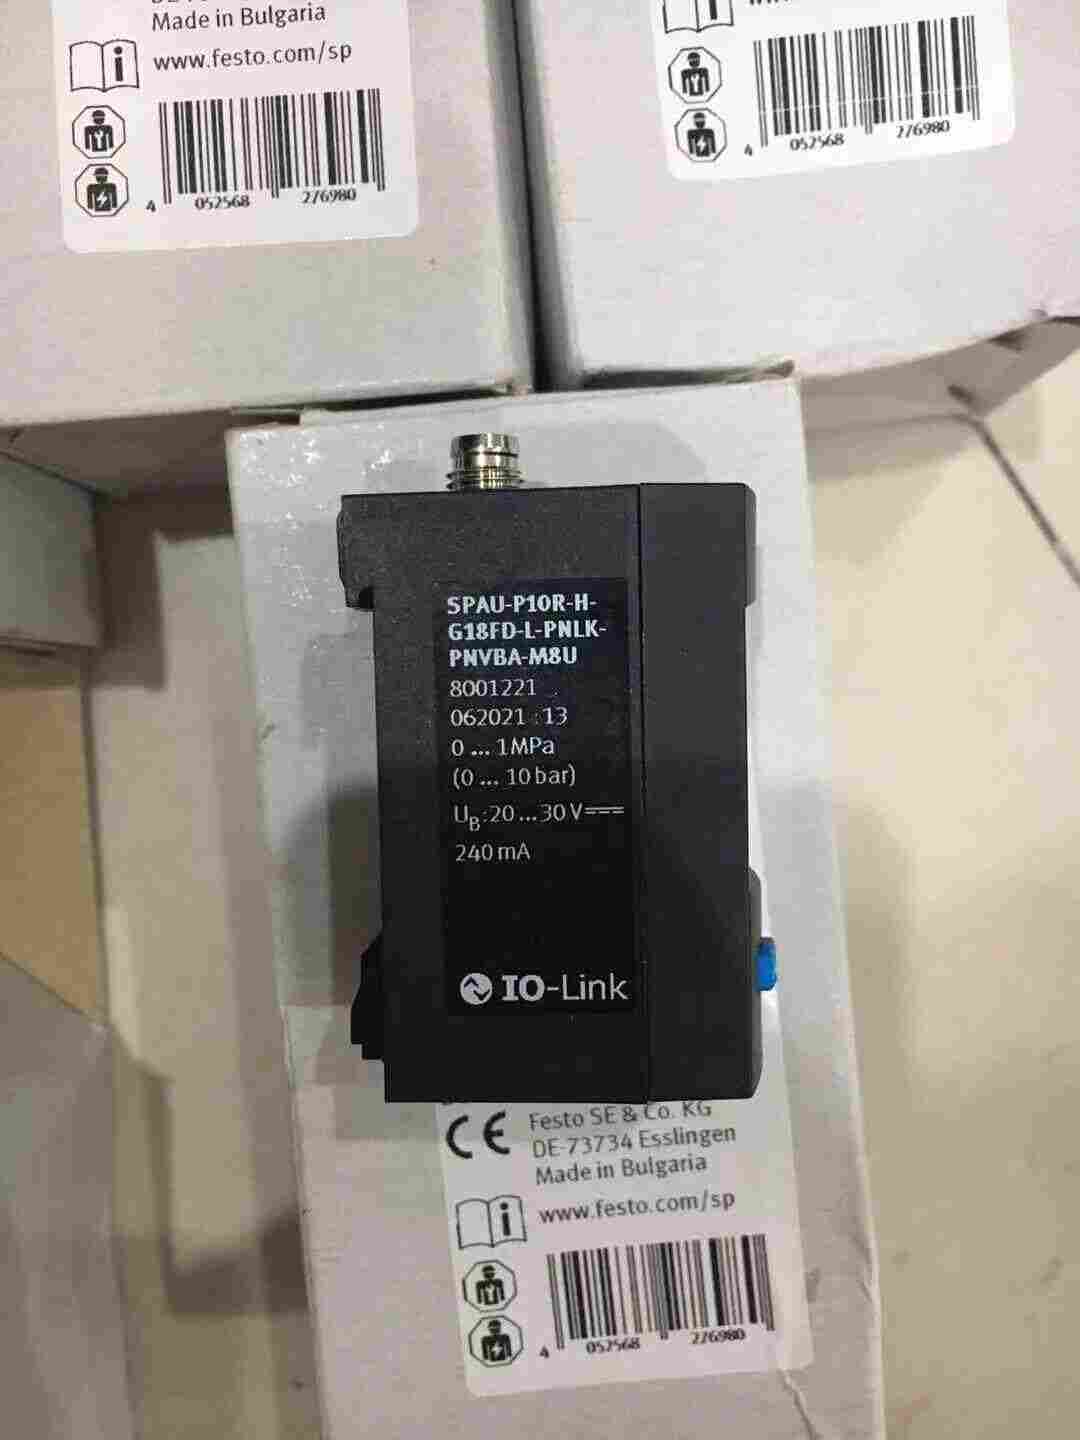 Made in Bulgaria
www.festo.com/sp
4 052568 276980
4 052568 276980
SPAU-P10R-H-
G18FD-L-PNLK-
PNVBA-M8U
8001221
062021 : 13
0 ... 1MPa
(0 ... 10 bar)
UB:20 ...30 V
240 mA
IO-Link
CE
Festo SE & Co. KG
DE-73734 Esslingen
Made in Bulgaria
www.festo.com/sp
4 052568 276980